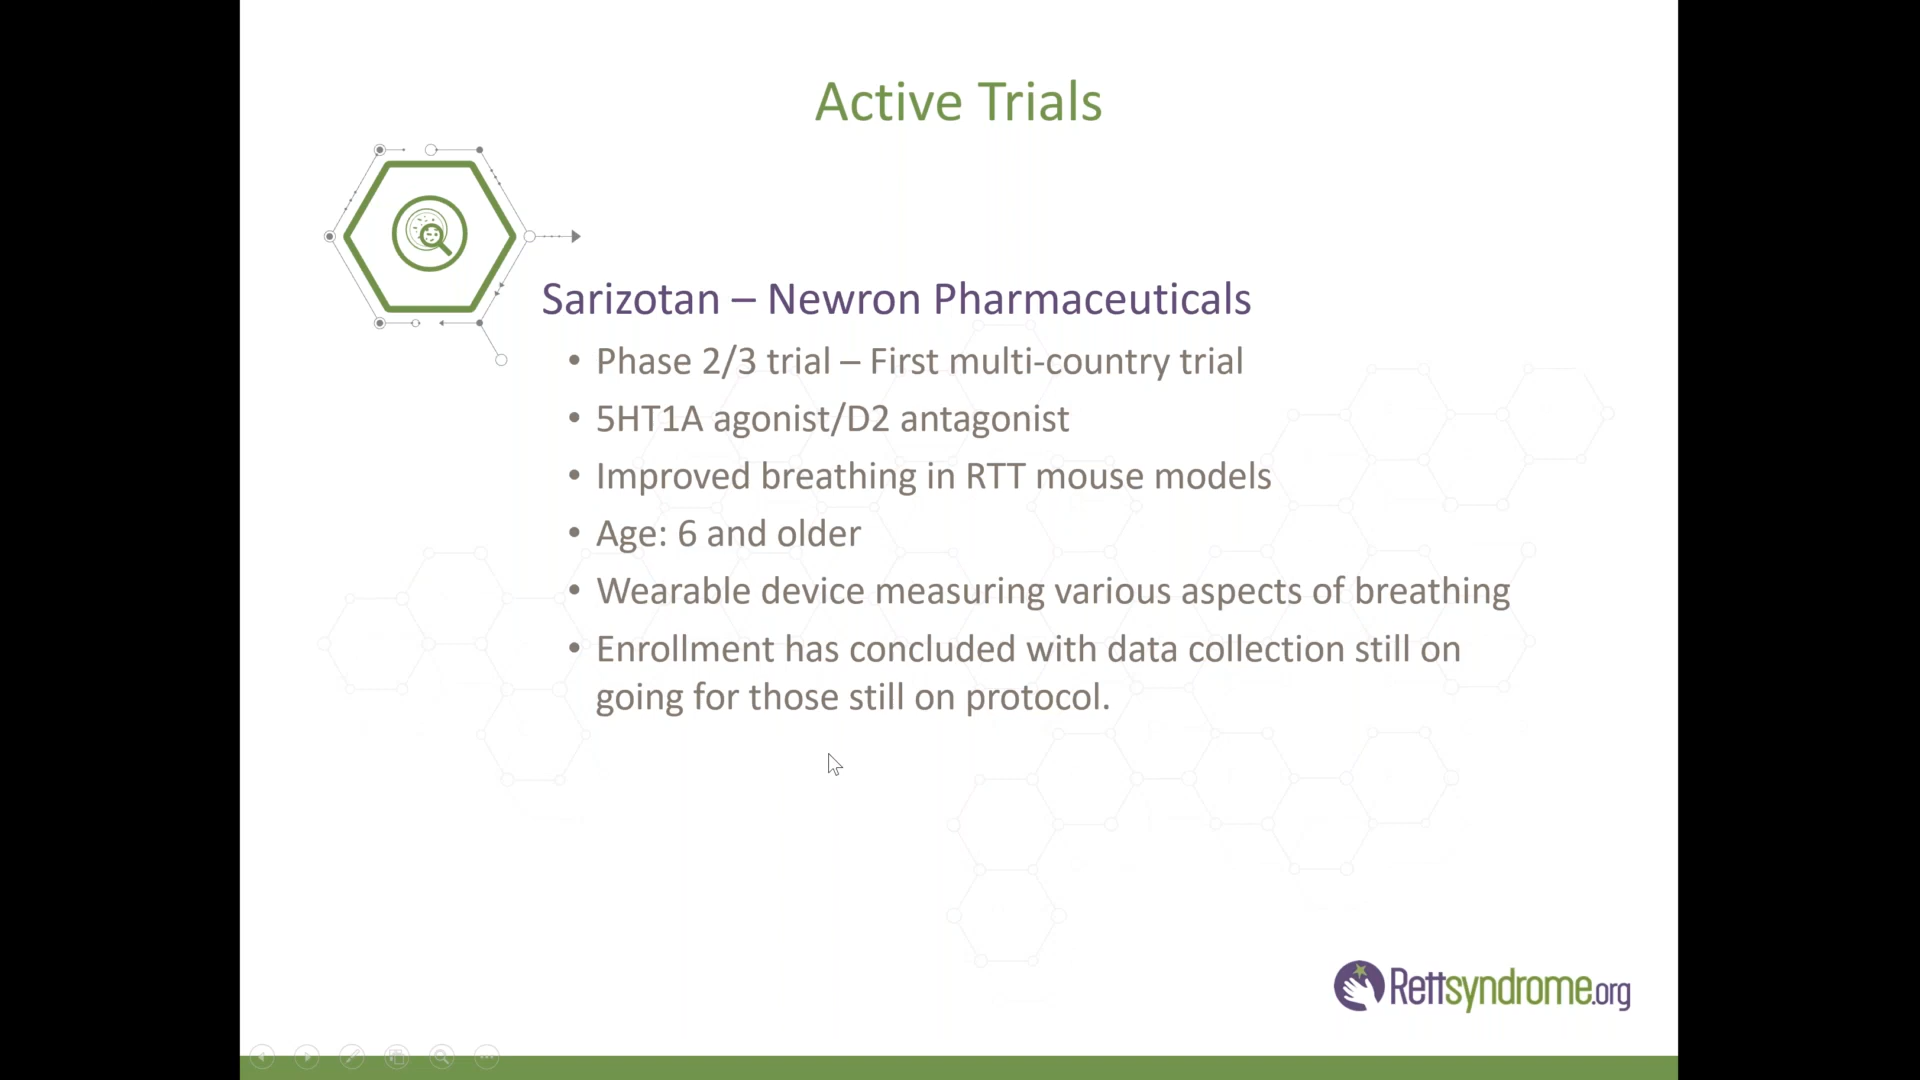 Active Trials
Sarizotan – Newron Pharmaceuticals
• Phase 2/3 trial – First multi-country trial
• 5HT1A agonist/D2 antagonist
• Improved breathing in RTT mouse models
• Age: 6 and older
• Wearable device measuring various aspects of breathing
• Enrollment has concluded with data collection still on
going for those still on protocol.
Rettsyndrome.org